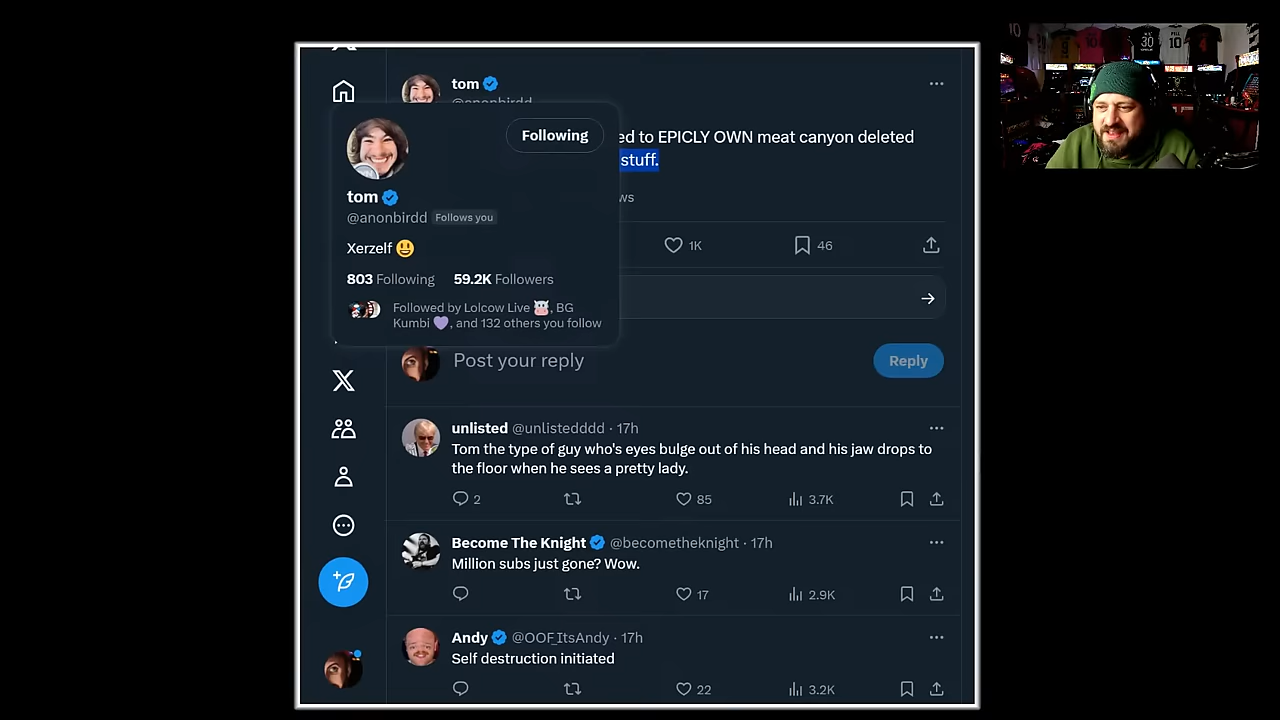 tom
@anonbirdd
Following
ed to EPICLY OWN meat canyon deleted
stuff.
tom
ws
@anonbirdd Follows you
Xerzelf 😃
1K 46
803 Following 59.2K Followers
Followed by Lolcow Live 🐮, BG
Kumbi 💜, and 132 others you follow
Post your reply
Reply
unlisted @unlistedddd · 17h
Tom the type of guy who's eyes bulge out of his head and his jaw drops to
the floor when he sees a pretty lady.
2 85 3.7K
Become The Knight @becometheknight · 17h
Million subs just gone? Wow.
17 2.9K
Andy @OOF_ItsAndy · 17h
Self destruction initiated
22 3.2K